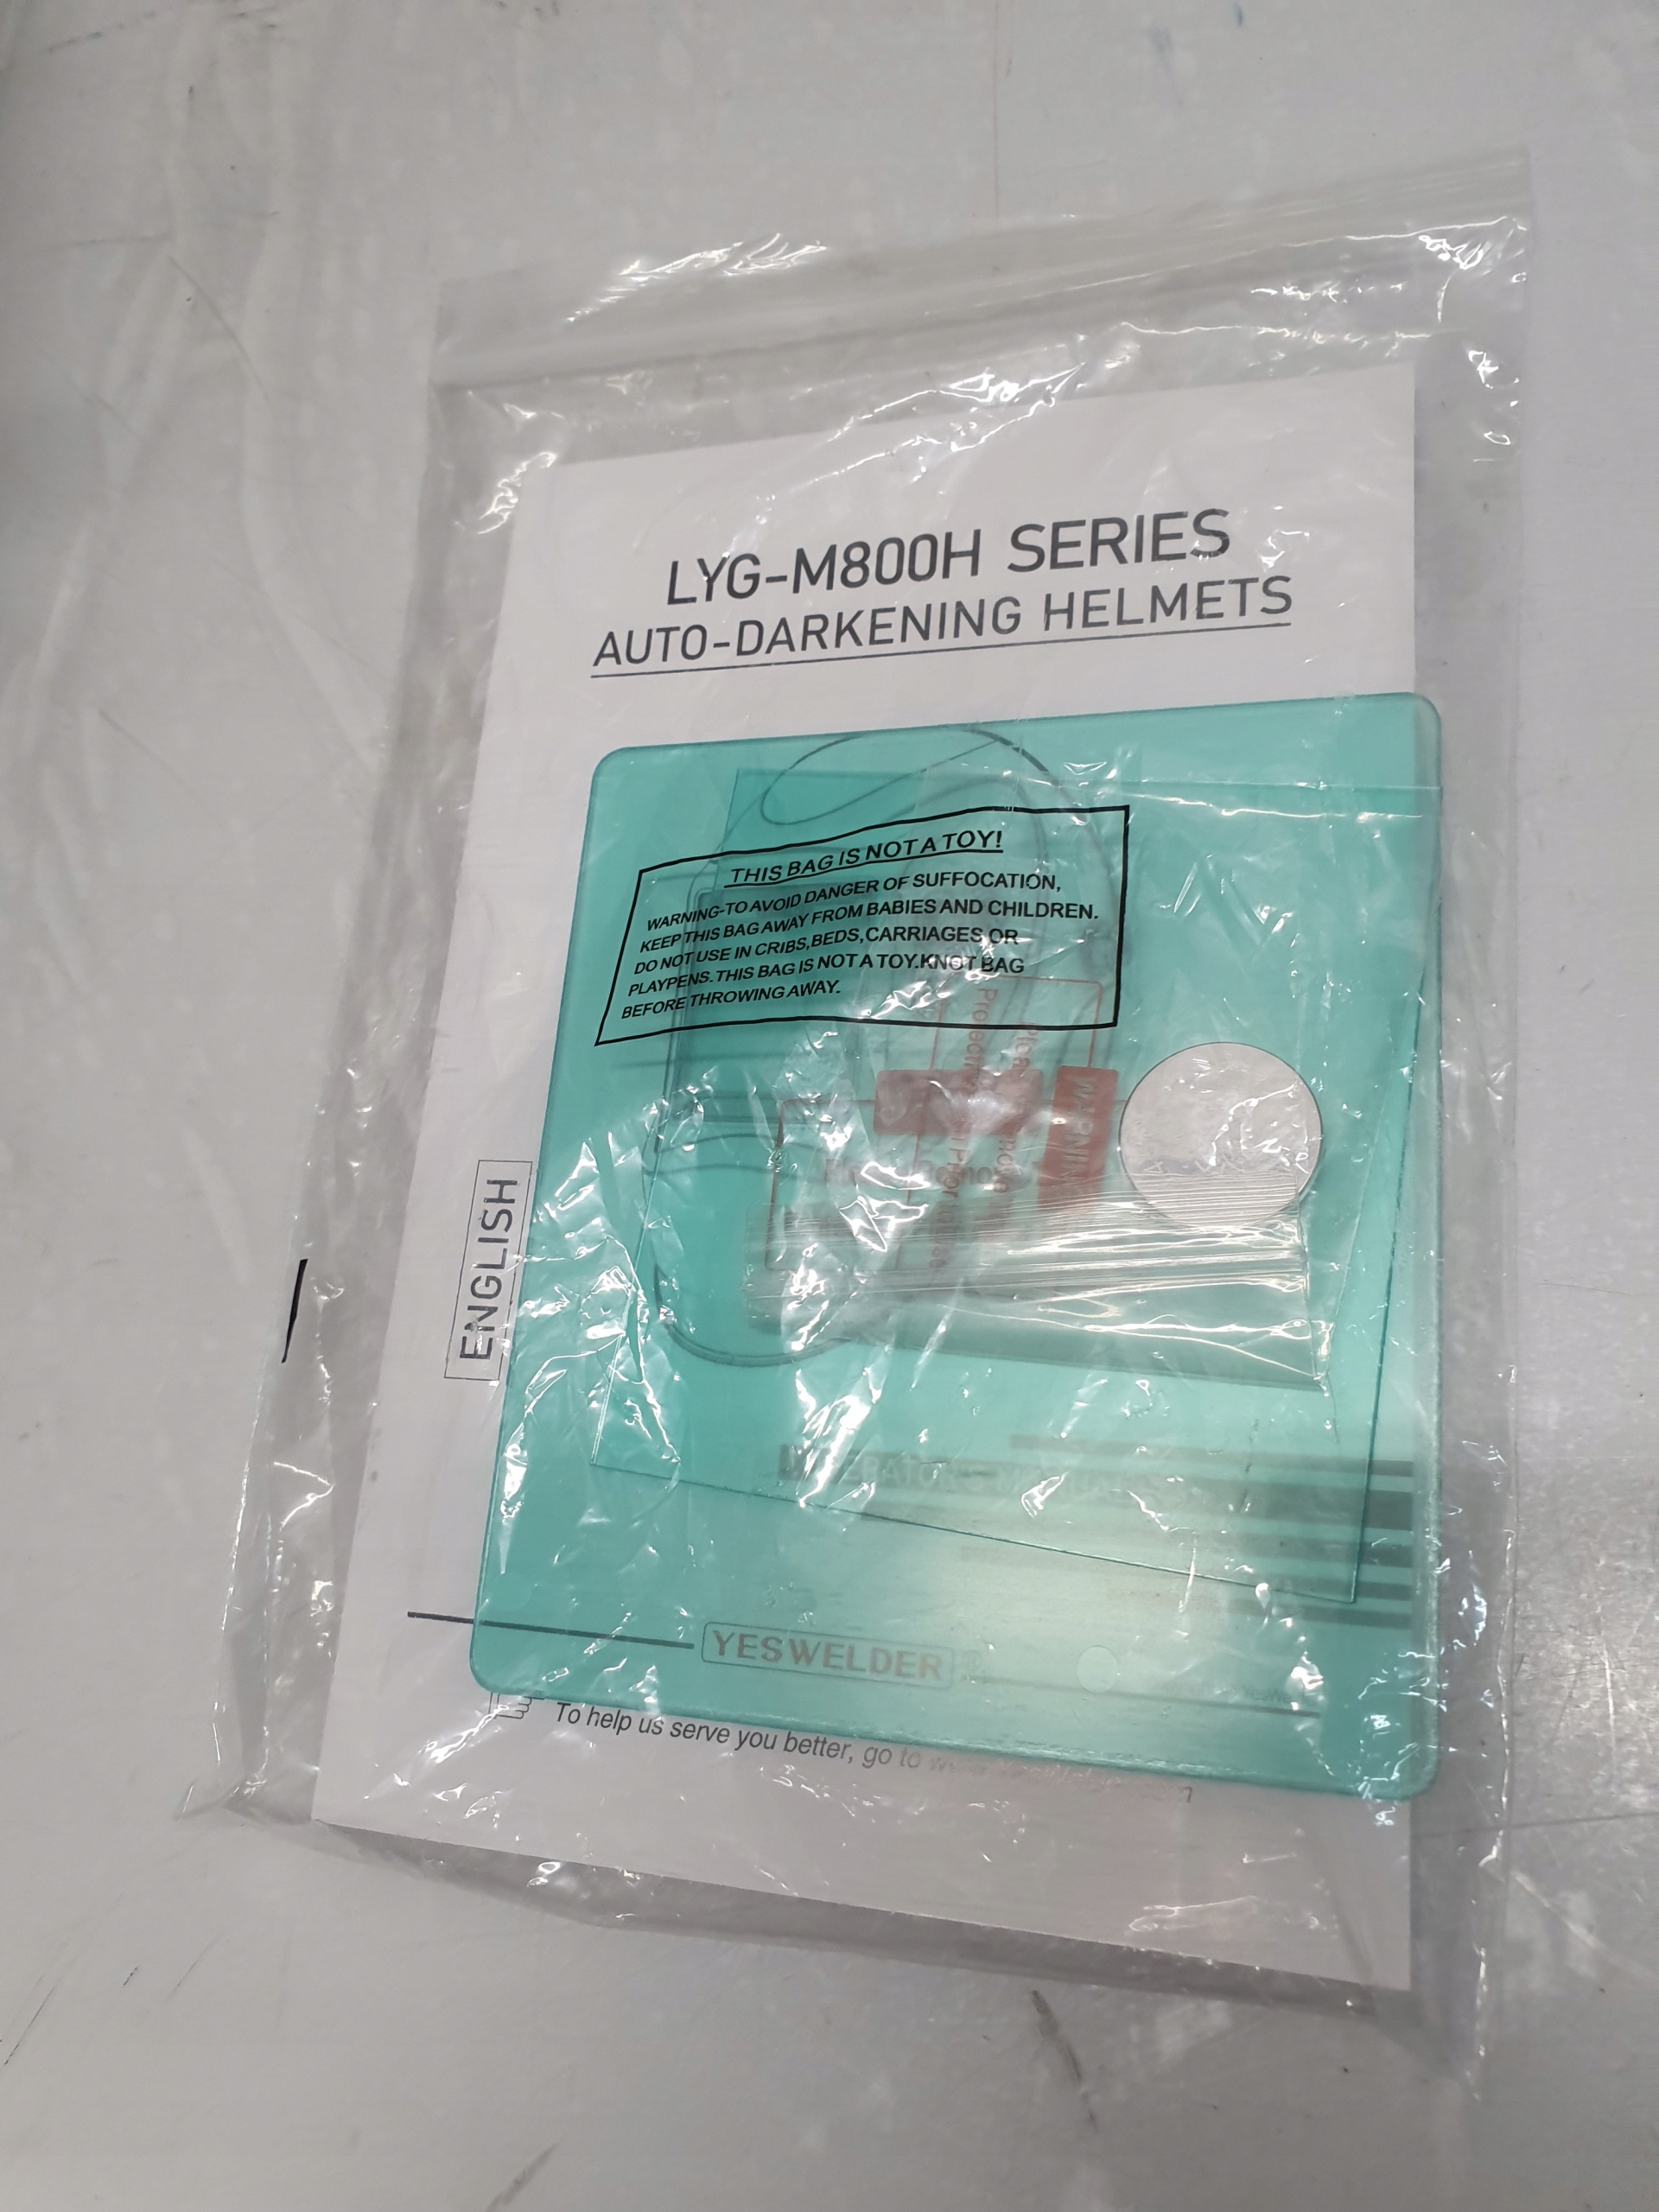 LYG-M800H SERIES
AUTO-DARKENING HELMETS
THIS BAG IS NOT A TOY!
WARNING-TO AVOID DANGER OF SUFFOCATION,
KEEP THIS BAG AWAY FROM BABIES AND CHILDREN.
DO NOT USE IN CRIBS,BEDS,CARRIAGES OR
PLAYPENS.THIS BAG IS NOT A TOY.KNOT BAG
BEFORE THROWING AWAY.
WARNING
ENGLISH
YESWELDER
To help us serve you better, go to